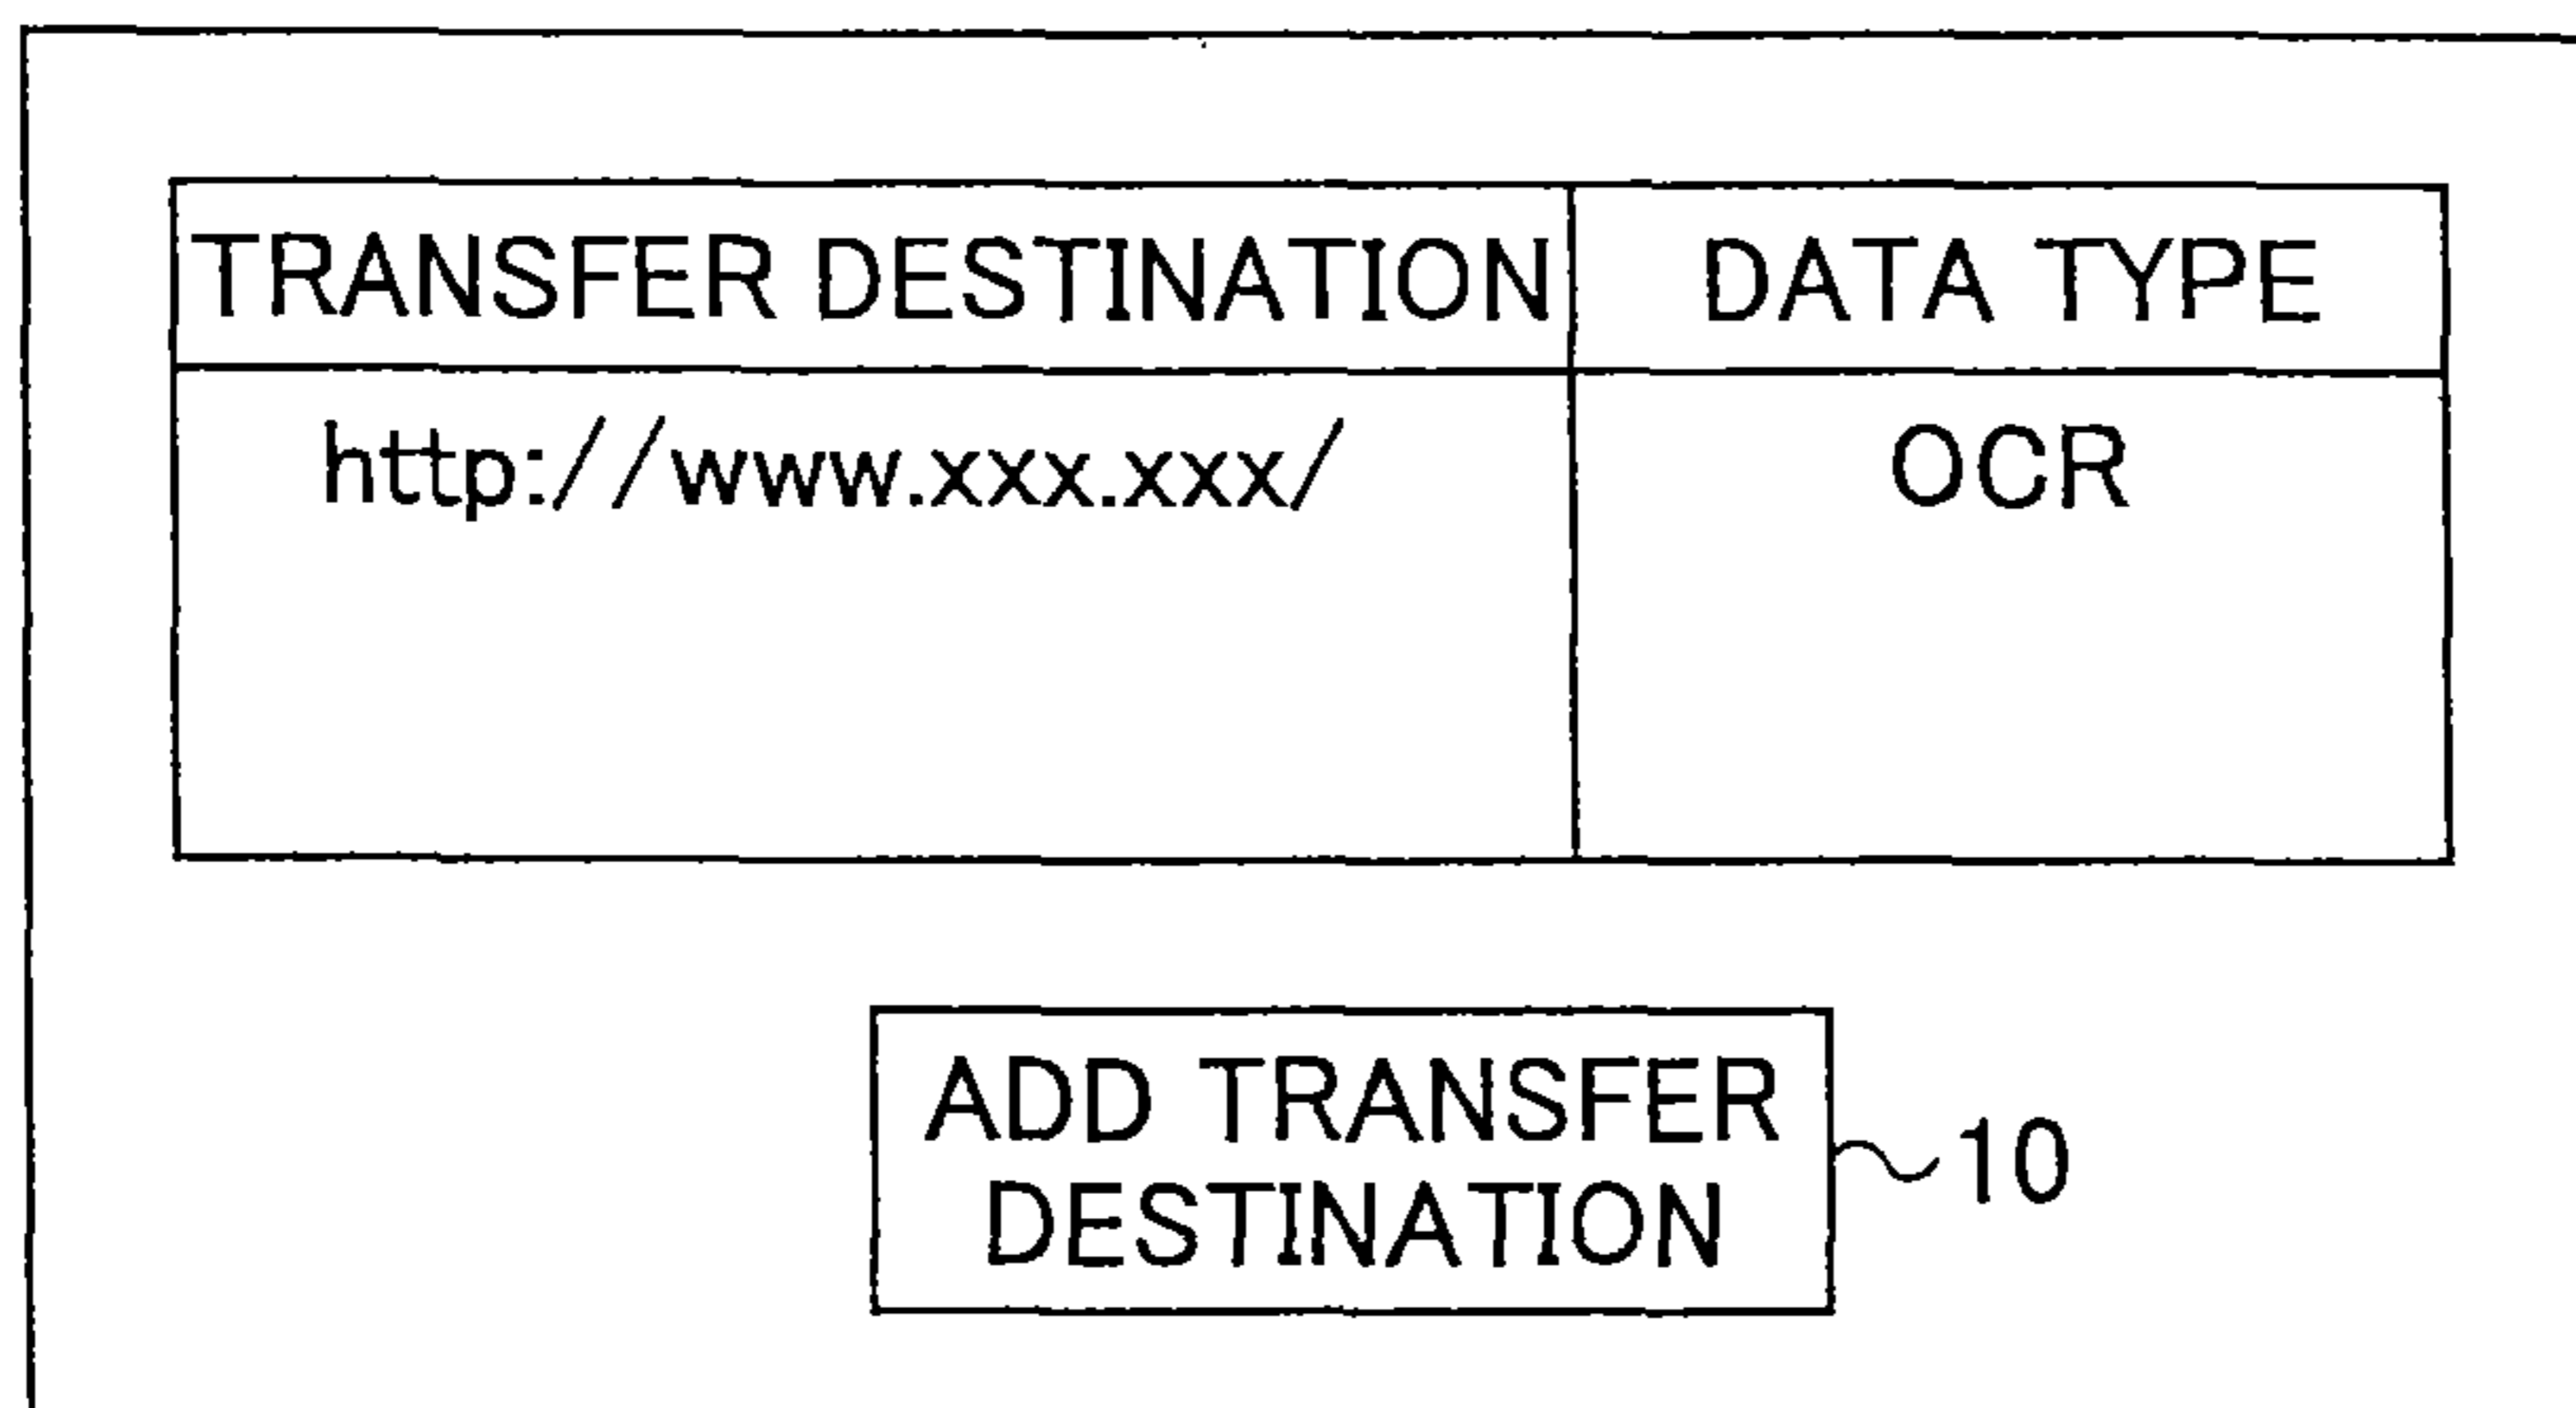 TRANSFER DESTINATION DATA TYPE
http://www.xxx.xxx/ OCR
ADD TRANSFER
DESTINATION
10